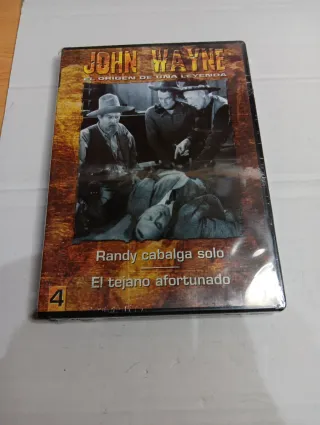 JOHN WAYNE
EL ORIGEN DE UNA LEYENDA
Randy cabalga solo
El tejano afortunado
4